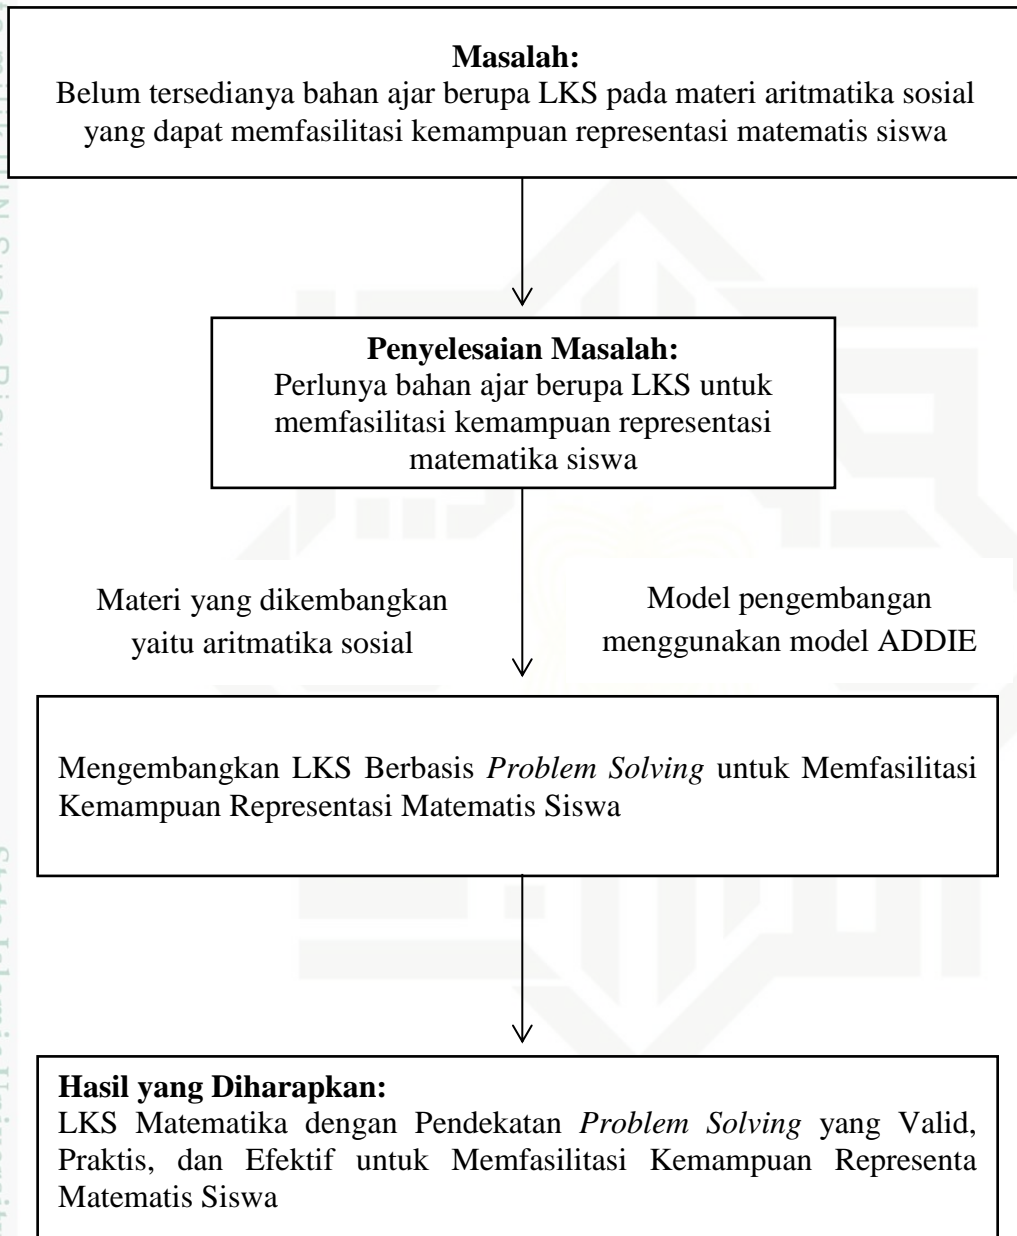 Masalah:
Belum tersedianya bahan ajar berupa LKS pada materi aritmatika sosial
yang dapat memfasilitasi kemampuan representasi matematis siswa
Penyelesaian Masalah:
Perlunya bahan ajar berupa LKS untuk
memfasilitasi kemampuan representasi
matematika siswa
Materi yang dikembangkan
yaitu aritmatika sosial
Model pengembangan
menggunakan model ADDIE
Mengembangkan LKS Berbasis Problem Solving untuk Memfasilitasi
Kemampuan Representasi Matematis Siswa
Hasil yang Diharapkan:
LKS Matematika dengan Pendekatan Problem Solving yang Valid,
Praktis, dan Efektif untuk Memfasilitasi Kemampuan Representa
Matematis Siswa